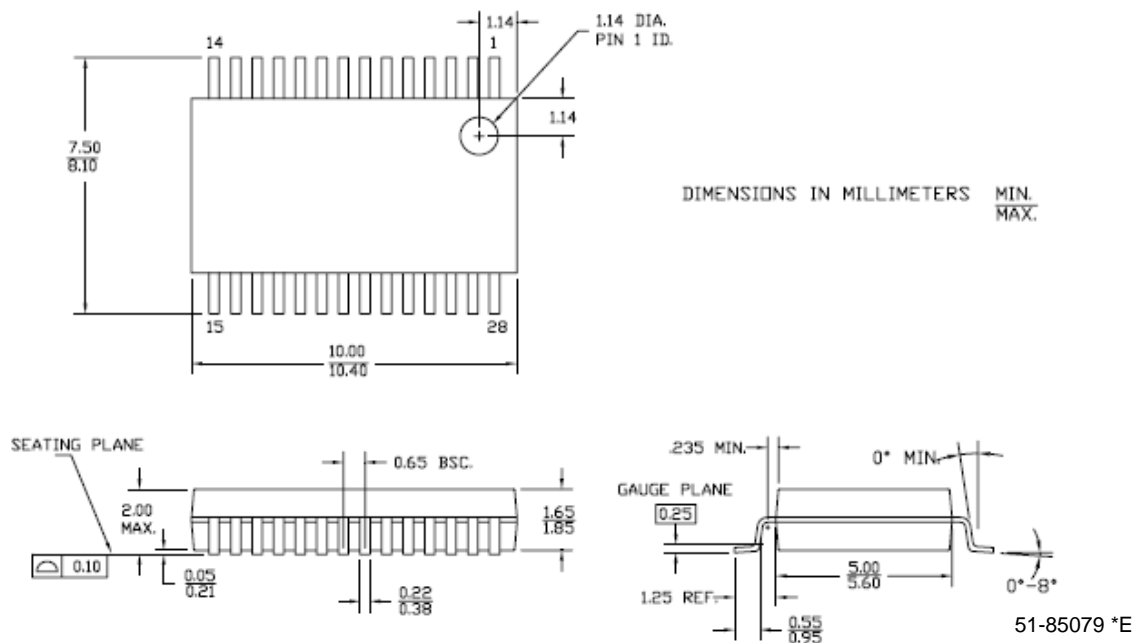 1.14
1.14 DIA.
PIN 1 ID.
14
1
1.14
7.50
8.10
DIMENSIONS IN MILLIMETERS MIN.
MAX.
15
28
10.00
10.40
SEATING PLANE
0.65 BSC.
2.00
MAX.
1.65
1.85
0.10
0.05
0.21
0.22
0.38
.235 MIN.
0° MIN.
GAUGE PLANE
0.25
5.00
5.60
0°-8°
1.25 REF.
0.55
0.95
51-85079 *E